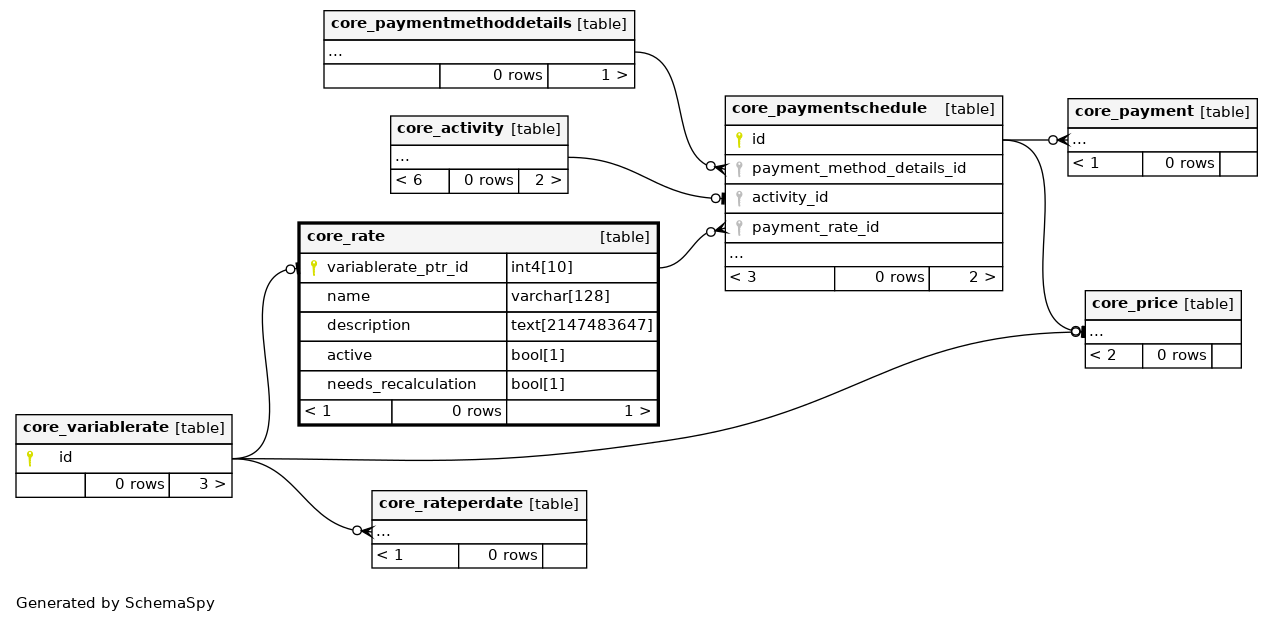 core_paymentmethoddetails [table]
...
0 rows 1 >
core_activity [table]
...
< 6 0 rows 2 >
core_paymentschedule [table]
id
payment_method_details_id
activity_id
payment_rate_id
...
< 3 0 rows 2 >
core_payment [table]
...
< 1 0 rows
core_rate [table]
variablerate_ptr_id int4[10]
name varchar[128]
description text[2147483647]
active bool[1]
needs_recalculation bool[1]
< 1 0 rows 1 >
core_price [table]
...
< 2 0 rows
core_variablerate [table]
id
0 rows 3 >
core_rateperdate [table]
...
< 1 0 rows
Generated by SchemaSpy